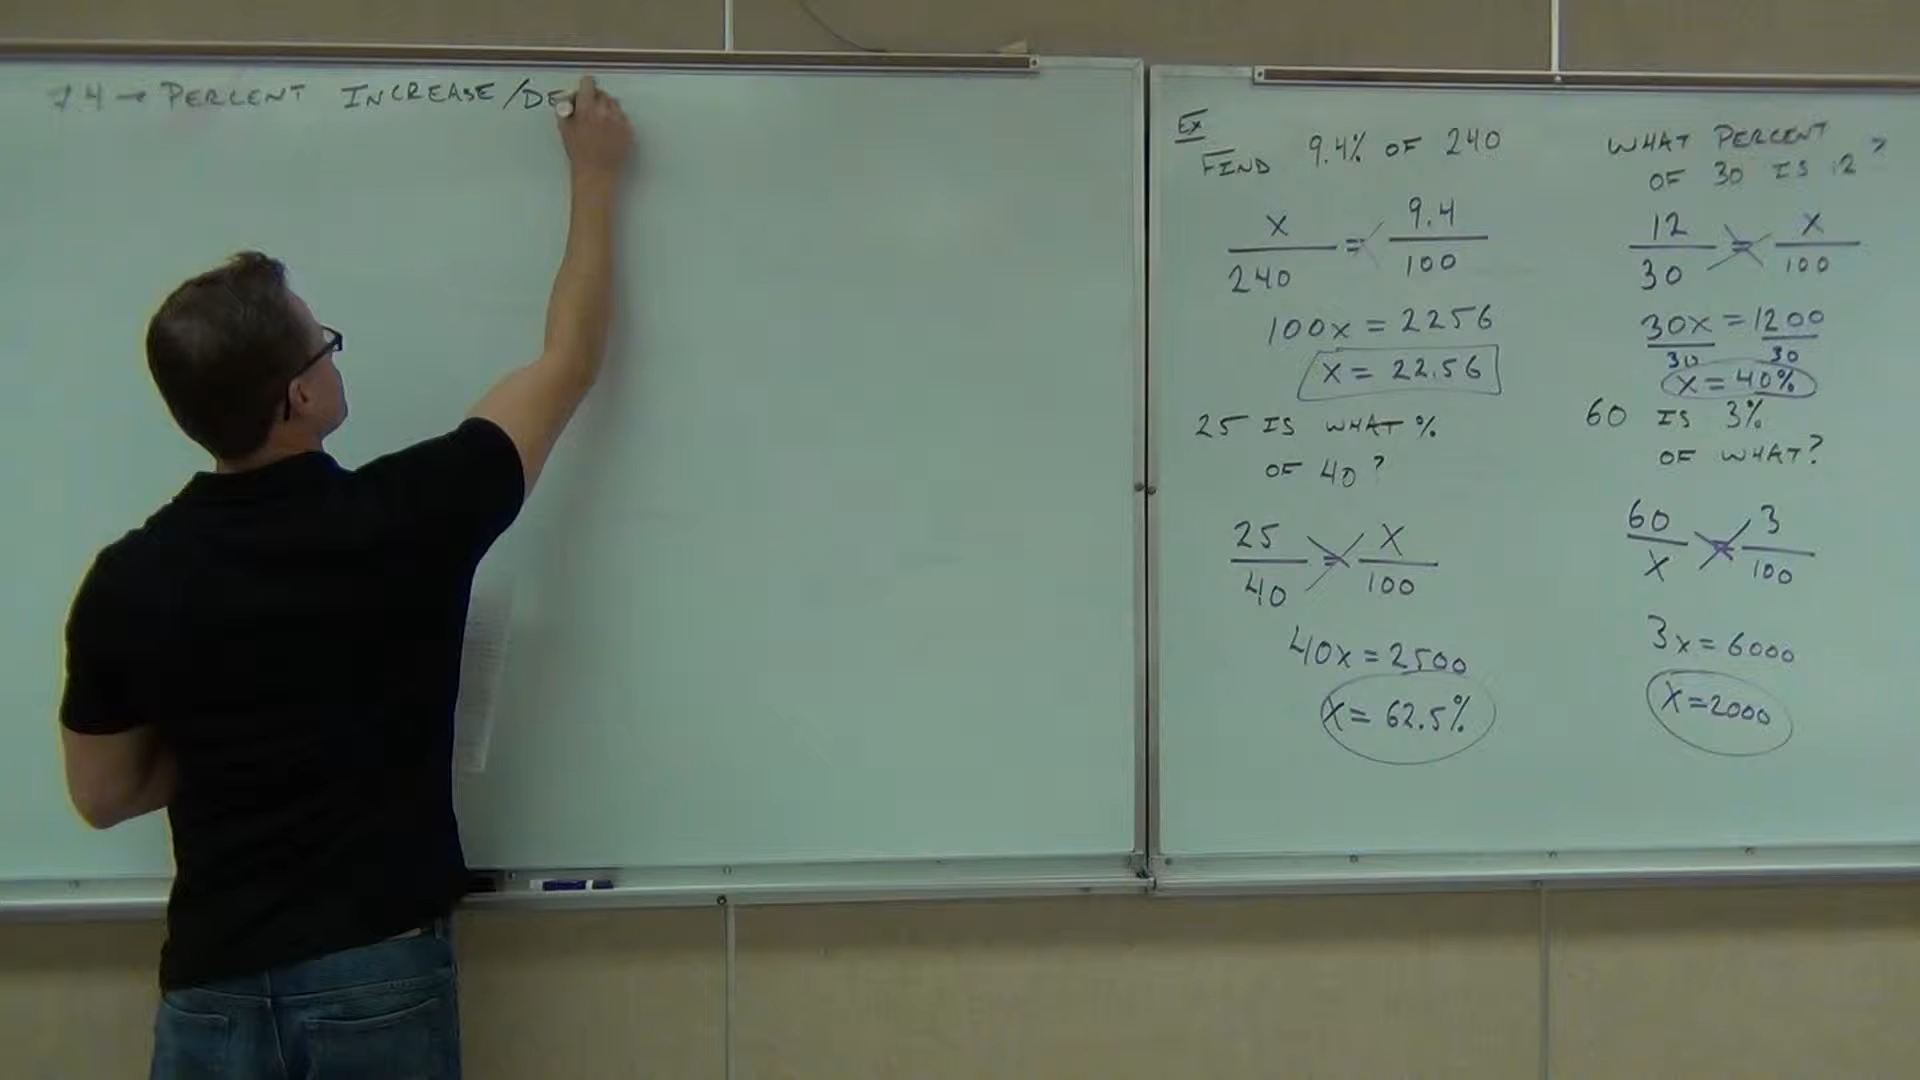 7.4 → PERCENT INCREASE/DE
Ex
FIND 9.4% OF 240
x/240 = 9.4/100
100x = 2256
x = 22.56
25 IS WHAT %
OF 40?
25/40 = x/100
40x = 2500
x = 62.5%
WHAT PERCENT
OF 30 IS 12?
12/30 = x/100
30x = 1200
30 30
x = 40%
60 IS 3%
OF WHAT?
60/x = 3/100
3x = 6000
x = 2000